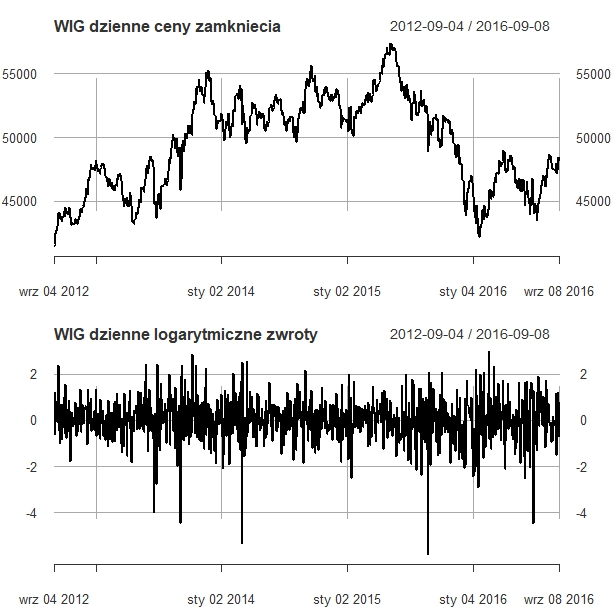 WIG dzienne ceny zamkniecia 2012-09-04 / 2016-09-08
55000 55000
50000 50000
45000 45000
wrz 04 2012 sty 02 2014 sty 02 2015 sty 04 2016 wrz 08 2016
WIG dzienne logarytmiczne zwroty 2012-09-04 / 2016-09-08
2 2
0 0
-2 -2
-4 -4
wrz 04 2012 sty 02 2014 sty 02 2015 sty 04 2016 wrz 08 2016